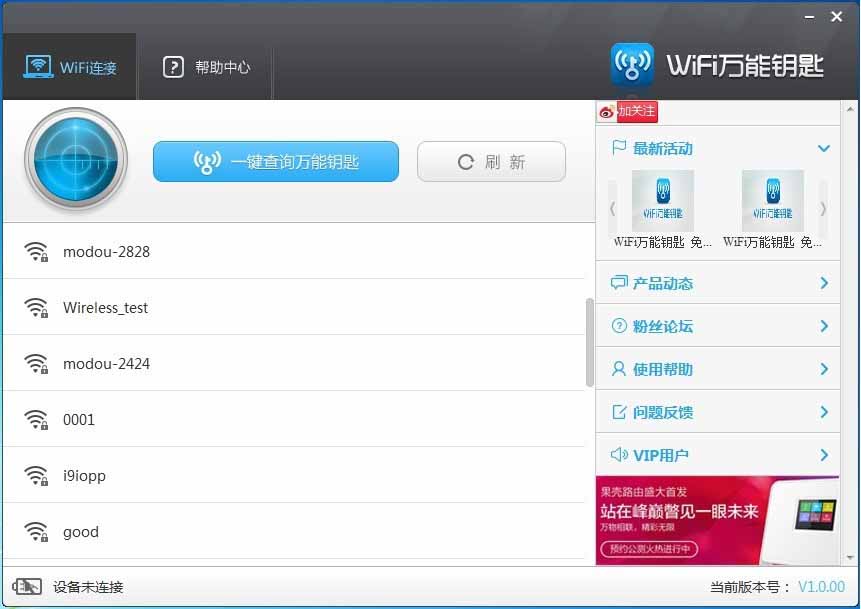 WiFi连接
帮助中心
WiFi万能钥匙
一键查询万能钥匙
刷 新
modou-2828
Wireless_test
modou-2424
0001
i9iopp
good
加关注
最新活动
WiFi万能钥匙
WiFi万能钥匙
WiFi万能钥匙 免...
WiFi万能钥匙 免...
产品动态
粉丝论坛
使用帮助
问题反馈
VIP用户
果壳路由盛大首发
站在峰巅瞥见一眼未来
万物相联，精彩无限
预约公测火热进行中
设备未连接
当前版本号： V1.0.00